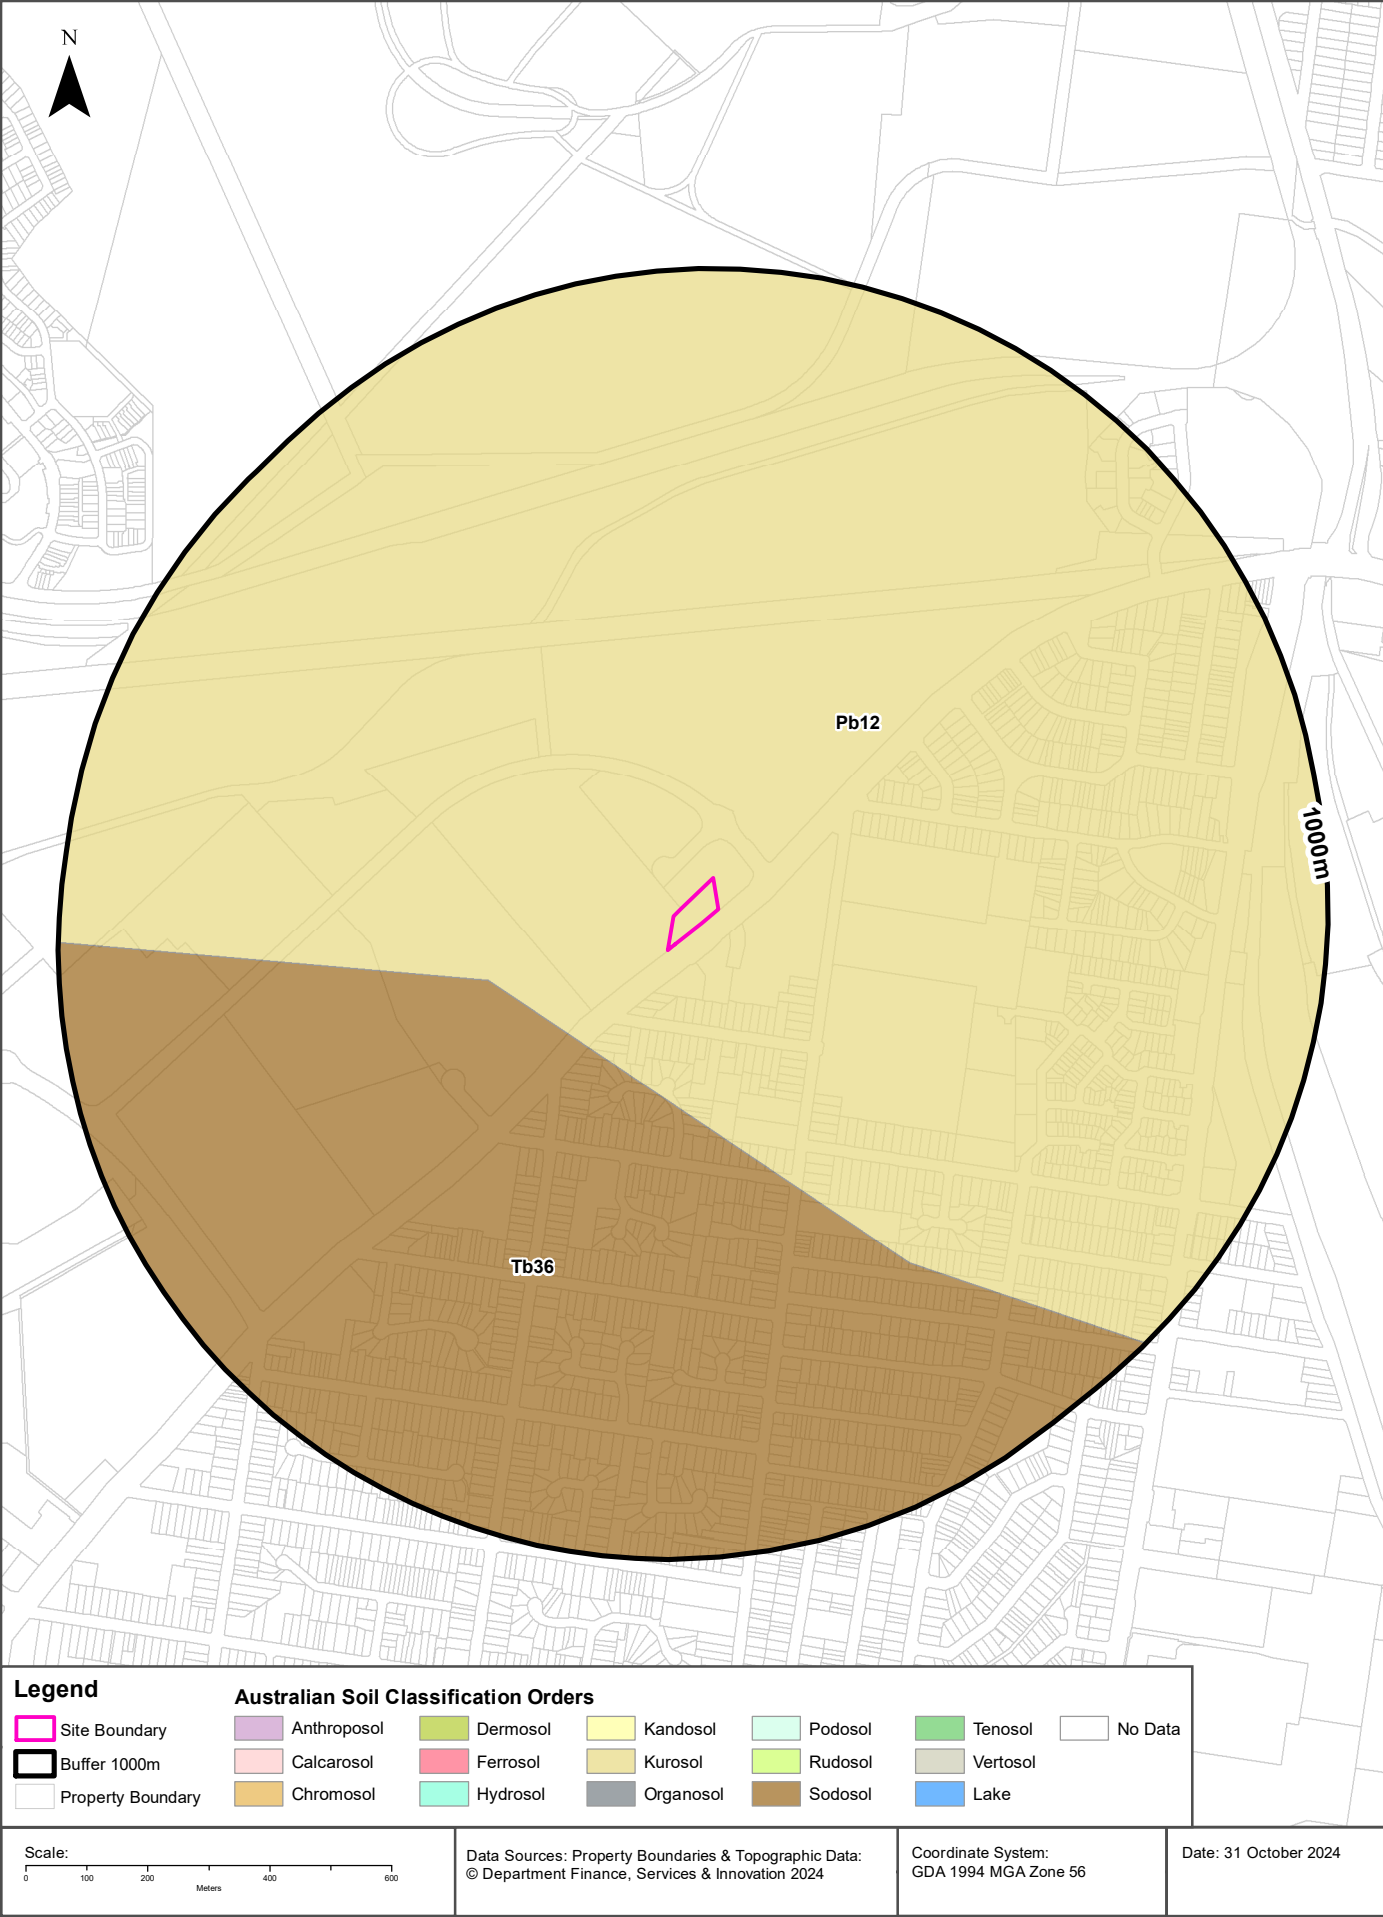 N
Pb12
1000m
Tb36
Legend
Site Boundary
Buffer 1000m
Property Boundary
Australian Soil Classification Orders
Anthroposol
Dermosol
Kandosol
Podosol
Tenosol
No Data
Calcarosol
Ferrosol
Kurosol
Rudosol
Vertosol
Chromosol
Hydrosol
Organosol
Sodosol
Lake
Scale:
0 100 200 400 600
Meters
Data Sources: Property Boundaries & Topographic Data:
© Department Finance, Services & Innovation 2024
Coordinate System:
GDA 1994 MGA Zone 56
Date: 31 October 2024